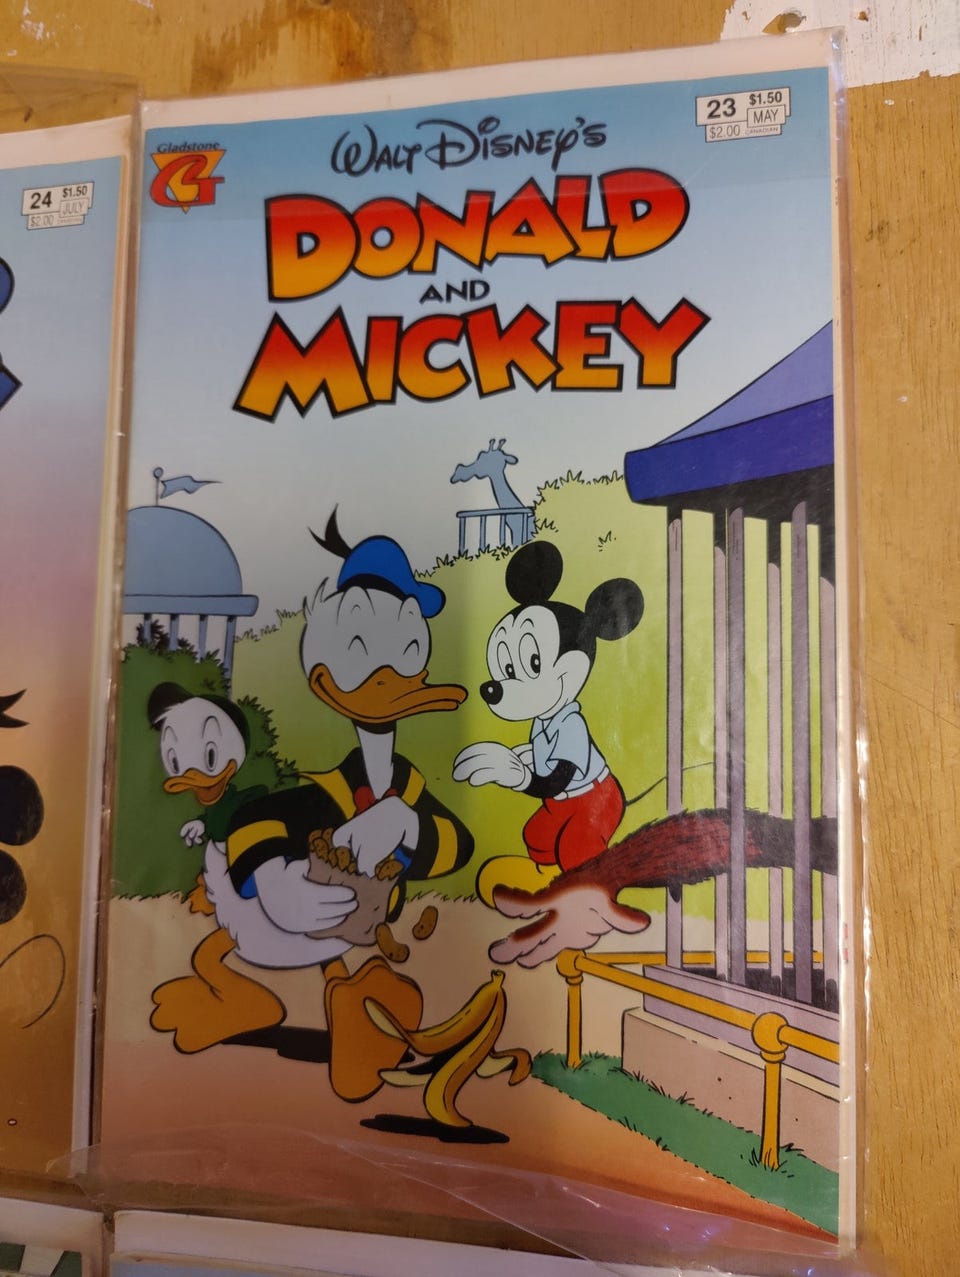 24 $1.50
$2.00 JULY
Gladstone
G
WALT DISNEY'S
DONALD
AND
MICKEY
23 $1.50
MAY
$2.00 CANADIAN